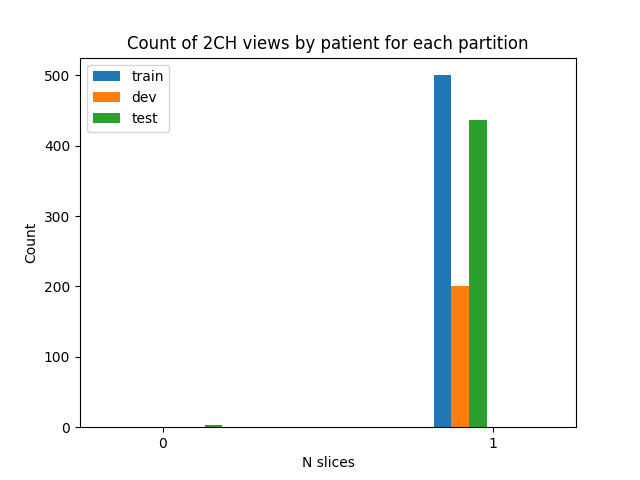 Count of 2CH views by patient for each partition
train
dev
test
500
400
300
200
100
0
Count
0
1
N slices